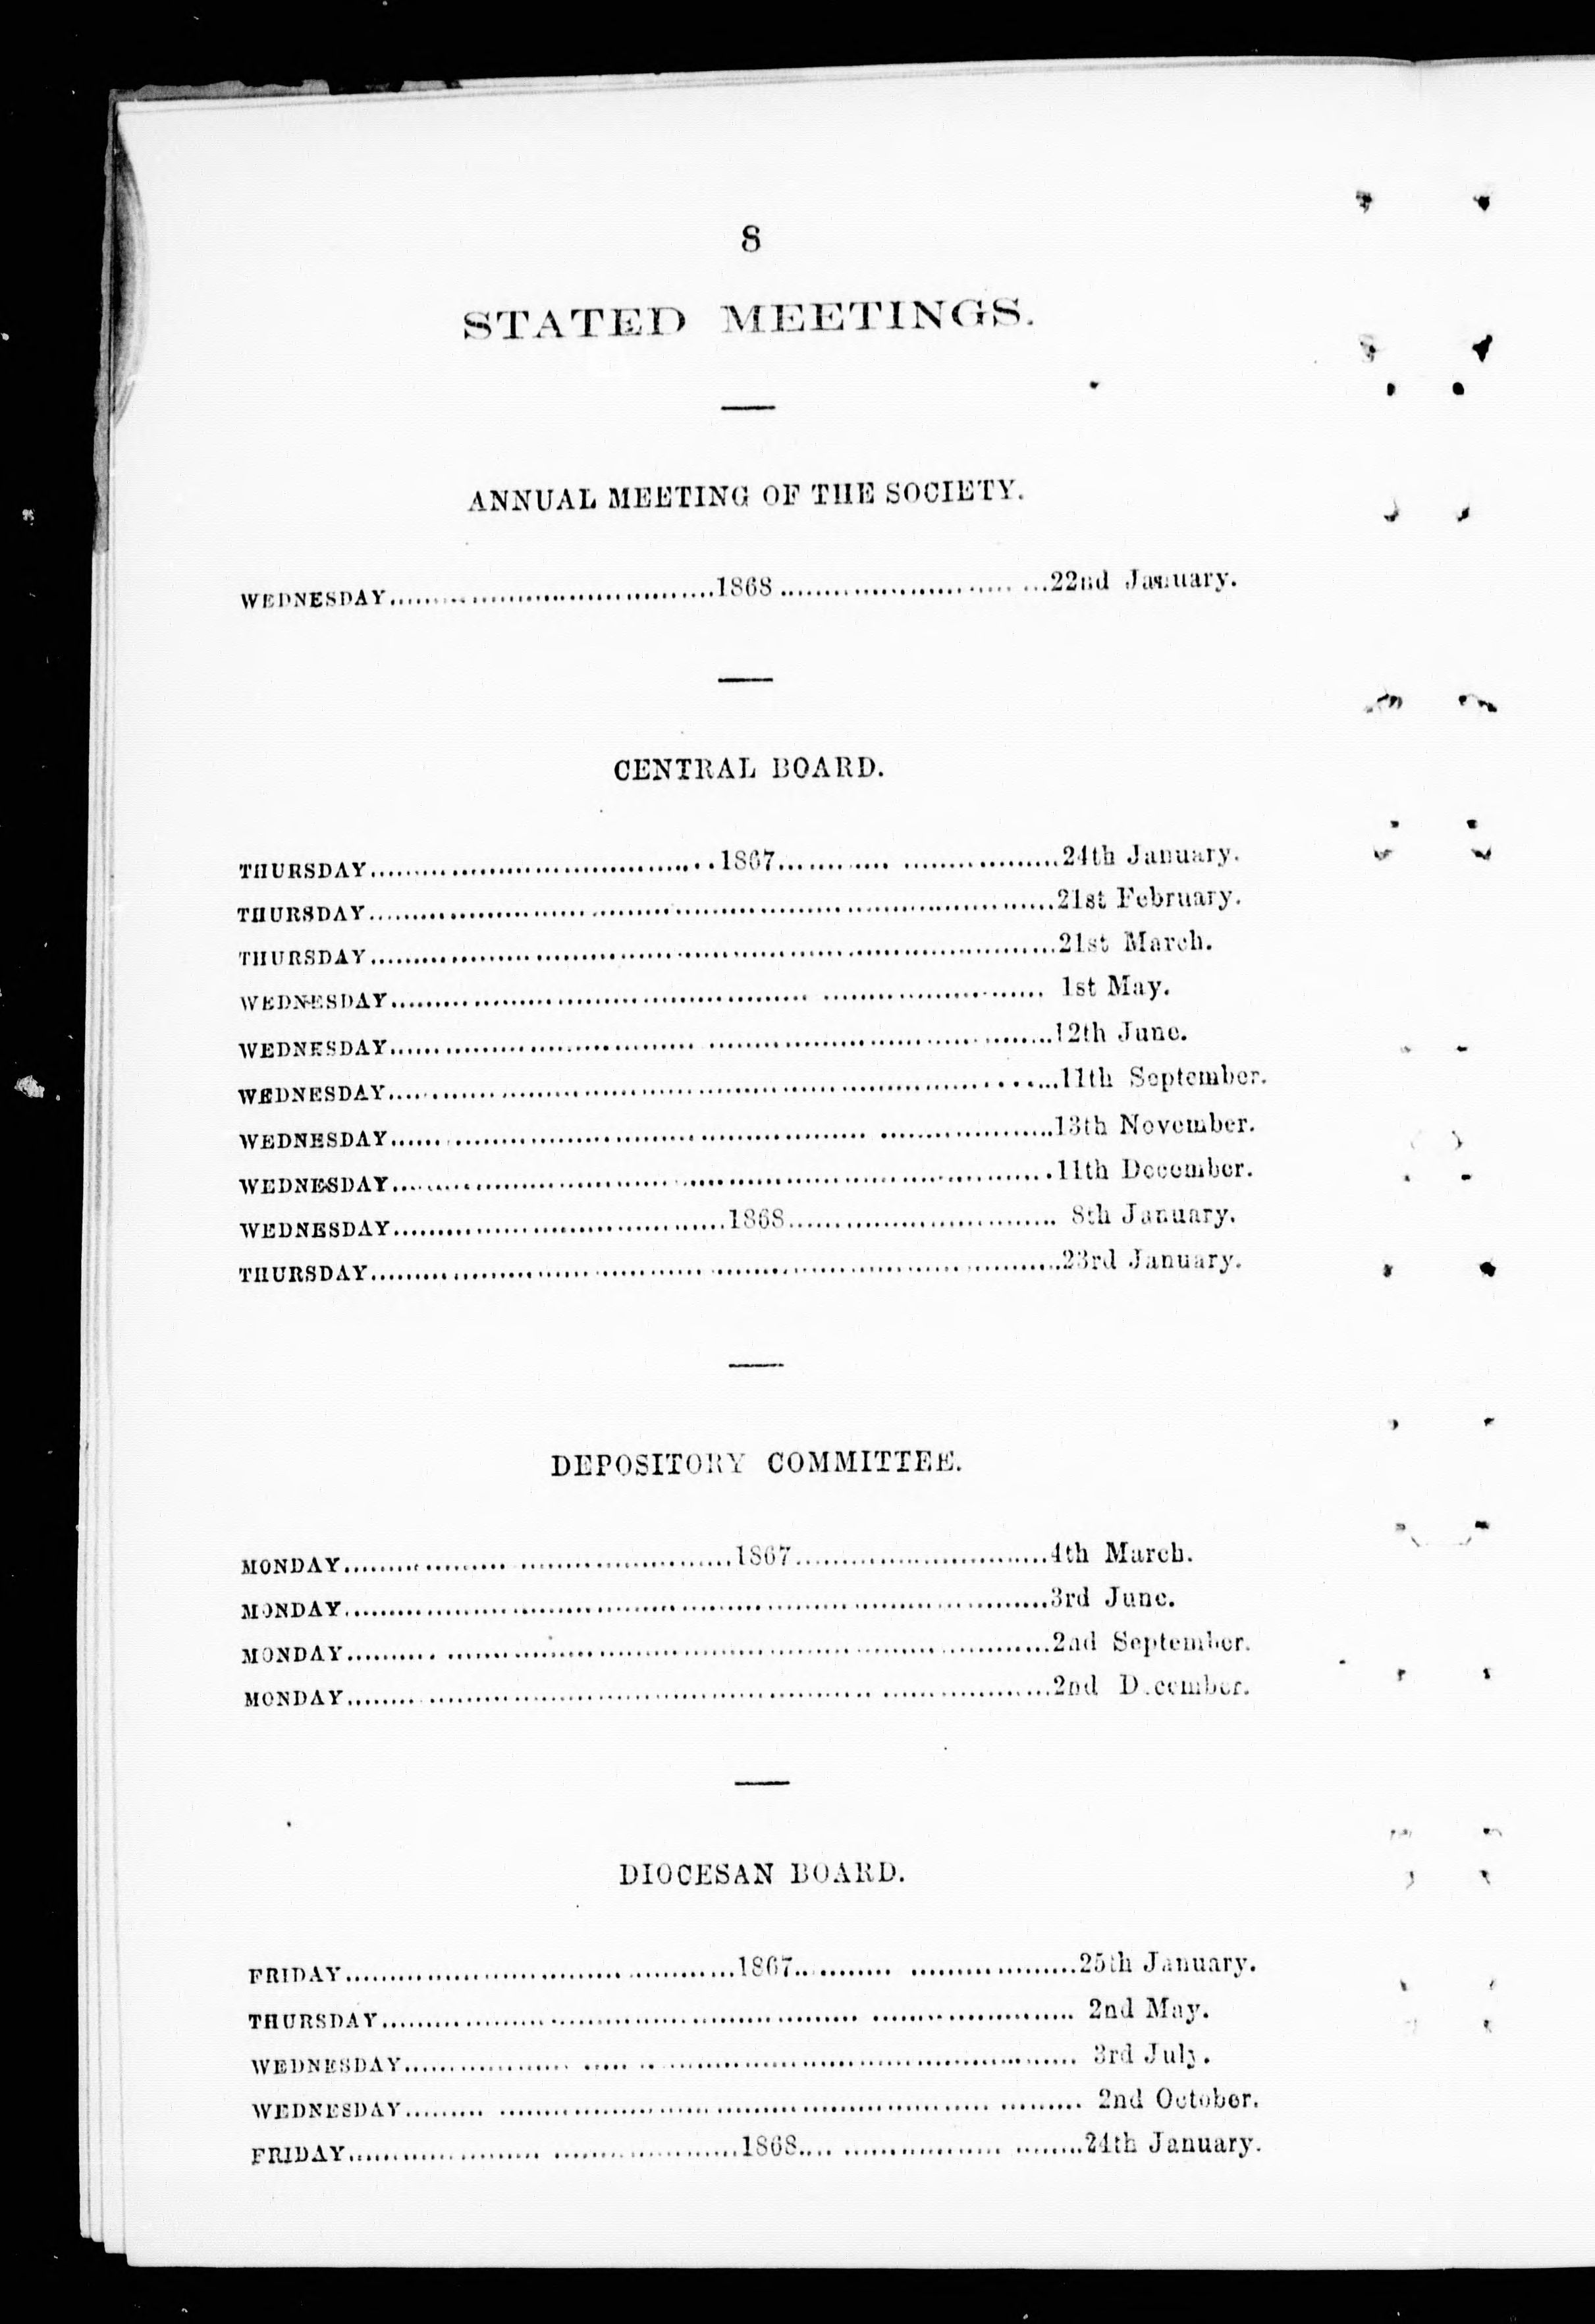 8
STATED MEETINGS.
ANNUAL MEETING OF THE SOCIETY.
WEDNESDAY........................1868........................22nd January.
CENTRAL BOARD.
THURSDAY........................1867........................24th January.
THURSDAY................................................21st February.
THURSDAY................................................21st March.
WEDNESDAY................................................ 1st May.
WEDNESDAY................................................12th June.
WEDNESDAY................................................11th September.
WEDNESDAY................................................13th November.
WEDNESDAY................................................11th December.
WEDNESDAY........................1868........................ 8th January.
THURSDAY................................................23rd January.
DEPOSITORY COMMITTEE.
MONDAY........................1867........................4th March.
MONDAY................................................3rd June.
MONDAY................................................2nd September.
MONDAY................................................2nd December.
DIOCESAN BOARD.
FRIDAY........................1867........................25th January.
THURSDAY................................................ 2nd May.
WEDNESDAY................................................ 3rd July.
WEDNESDAY................................................ 2nd October.
FRIDAY........................1868........................24th January.